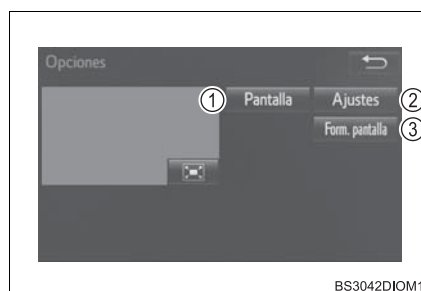 Opciones
① Pantalla Ajustes ②
Form. pantalla ③
BS3042DIOM1